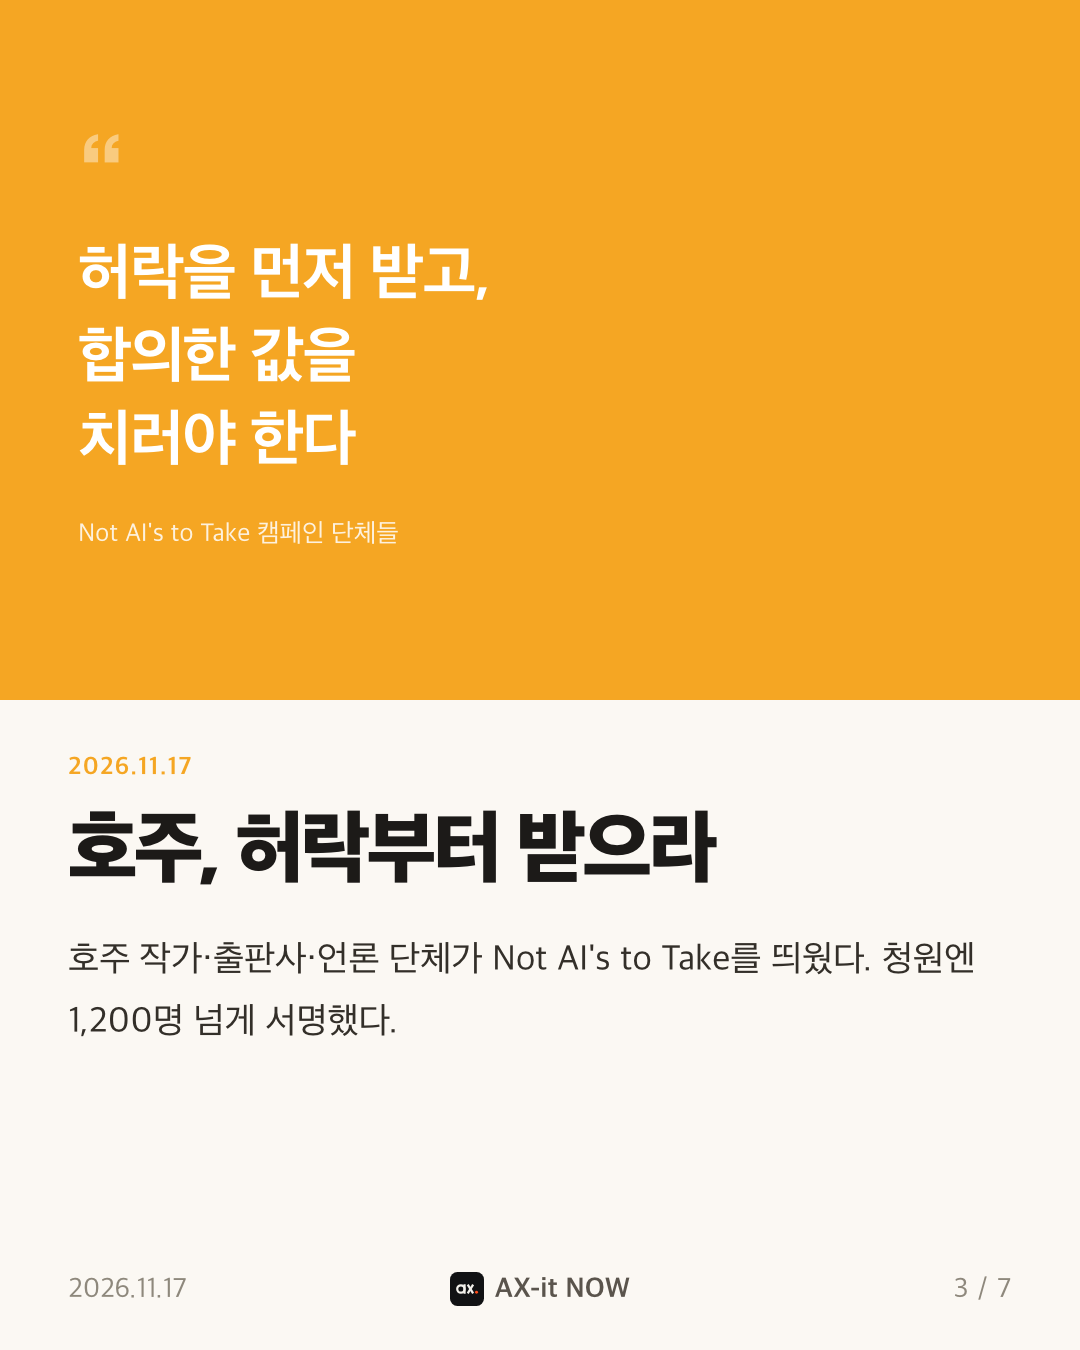 “
허락을 먼저 받고,
합의한 값을
치러야 한다
Not AI's to Take 캠페인 단체들
2026.11.17
호주, 허락부터 받으라
호주 작가·출판사·언론 단체가 Not AI's to Take를 띄웠다. 청원엔
1,200명 넘게 서명했다.
2026.11.17
ax. AX-it NOW
3 / 7